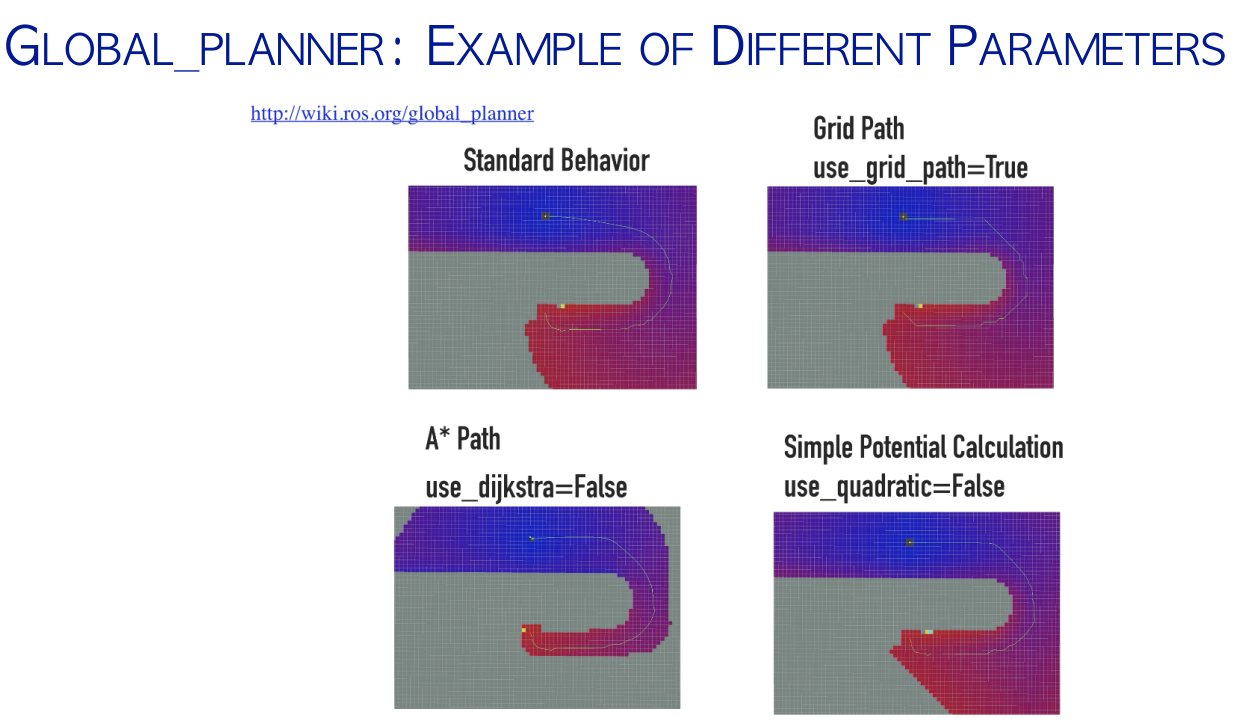 GLOBAL_PLANNER: EXAMPLE OF DIFFERENT PARAMETERS
http://wiki.ros.org/global_planner
Standard Behavior
Grid Path
use_grid_path=True
A* Path
use_dijkstra=False
Simple Potential Calculation
use_quadratic=False